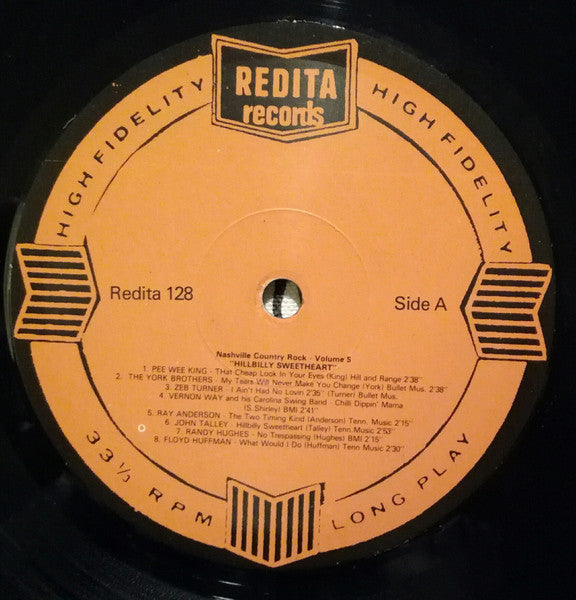 REDITA
records
HIGH FIDELITY
HIGH FIDELITY
Redita 128
Side A
Nashville Country Rock - Volume 5
"HILLBILLY SWEETHEART"
1. PEE WEE KING - That Cheap Look In Your Eyes (King) Hill and Range 2'38"
2. THE YORK BROTHERS - My Tears Will Never Make You Change (York) Bullet Mus. 2'38"
3. ZEB TURNER - I Ain't Had No Lovin 2'35" (Turner) Bullet Mus.
4. VERNON WAY and his Carolina Swing Band - Chilli Dippin' Mama
(S.Shirley) BMI 2'41"
5. RAY ANDERSON - The Two Timing Kind (Anderson) Tenn. Music 2'15"
6. JOHN TALLEY - Hillbilly Sweetheart (Talley) Tenn.Music 2'53"
7. RANDY HUGHES - No Trespassing (Hughes) BMI 2'15"
8. FLOYD HUFFMAN - What Would I Do (Huffman) Tenn Music 2'30"
33 1/3 RPM
LONG PLAY